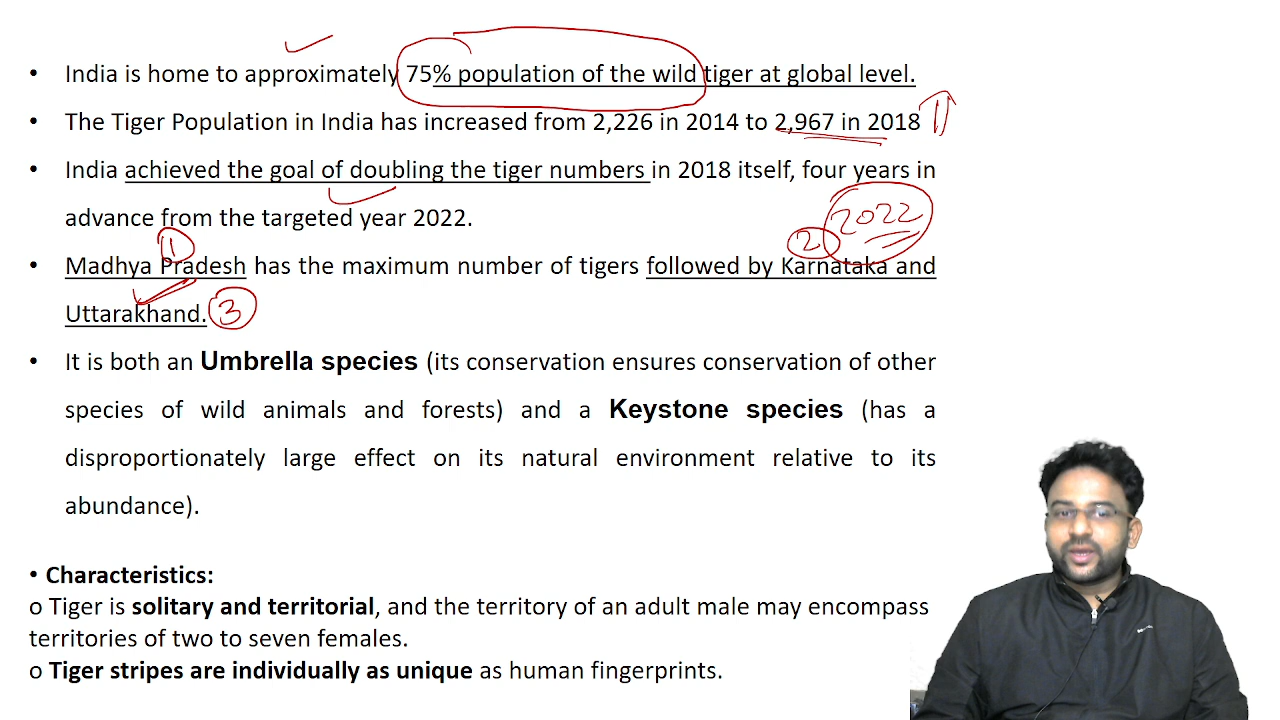 • India is home to approximately 75% population of the wild tiger at global level.
• The Tiger Population in India has increased from 2,226 in 2014 to 2,967 in 2018
• India achieved the goal of doubling the tiger numbers in 2018 itself, four years in
advance from the targeted year 2022.
2022
1
2
• Madhya Pradesh has the maximum number of tigers followed by Karnataka and
Uttarakhand. 3
• It is both an Umbrella species (its conservation ensures conservation of other
species of wild animals and forests) and a Keystone species (has a
disproportionately large effect on its natural environment relative to its
abundance).
• Characteristics:
o Tiger is solitary and territorial, and the territory of an adult male may encompass
territories of two to seven females.
o Tiger stripes are individually as unique as human fingerprints.